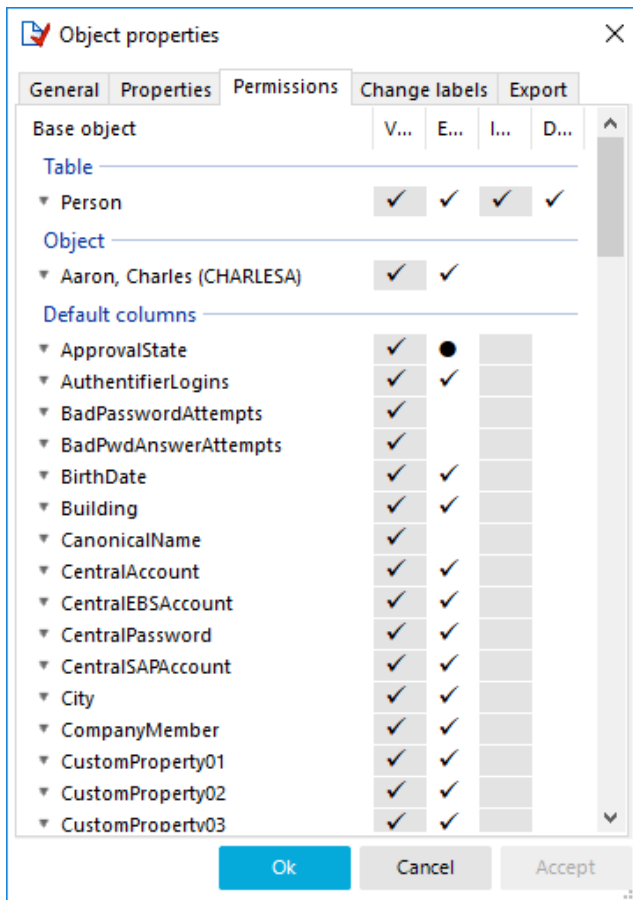 Object properties
General Properties Permissions Change labels Export
Base object V... E... I... D...
Table
Person
Object
Aaron, Charles (CHARLESA)
Default columns
ApprovalState
AuthentifierLogins
BadPasswordAttempts
BadPwdAnswerAttempts
BirthDate
Building
CanonicalName
CentralAccount
CentralEBSAccount
CentralPassword
CentralSAPAccount
City
CompanyMember
CustomProperty01
CustomProperty02
CustomProperty03
Ok Cancel Accept